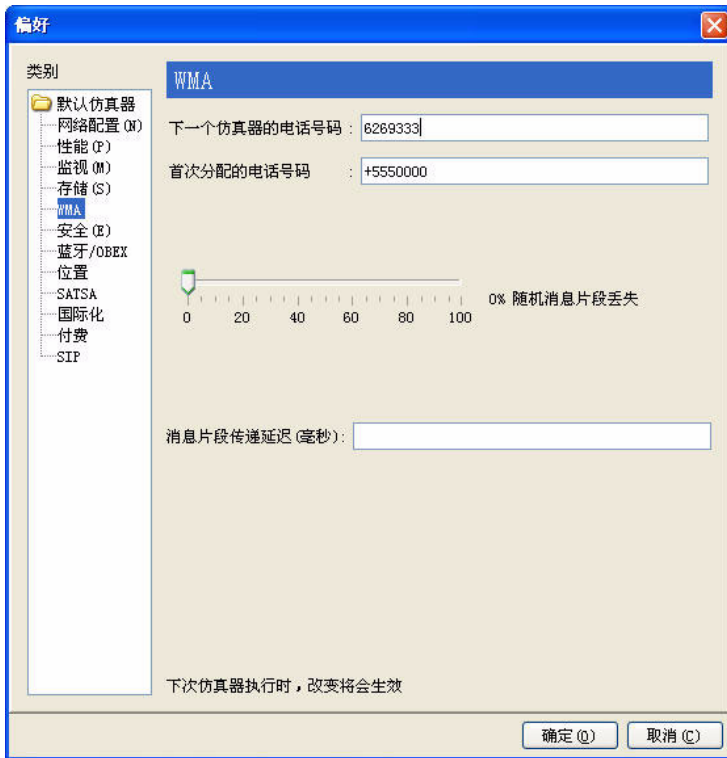 偏好
类别
默认仿真器
网络配置(N)
性能(P)
监视(M)
存储(S)
WMA
安全(E)
蓝牙/OBEX
位置
SATSA
国际化
付费
SIP
WMA
下一个仿真器的电话号码 : 6269333
首次分配的电话号码 : +5550000
0 20 40 60 80 100
0% 随机消息片段丢失
消息片段传递延迟(毫秒):
下次仿真器执行时，改变将会生效
确定(O) 取消(C)